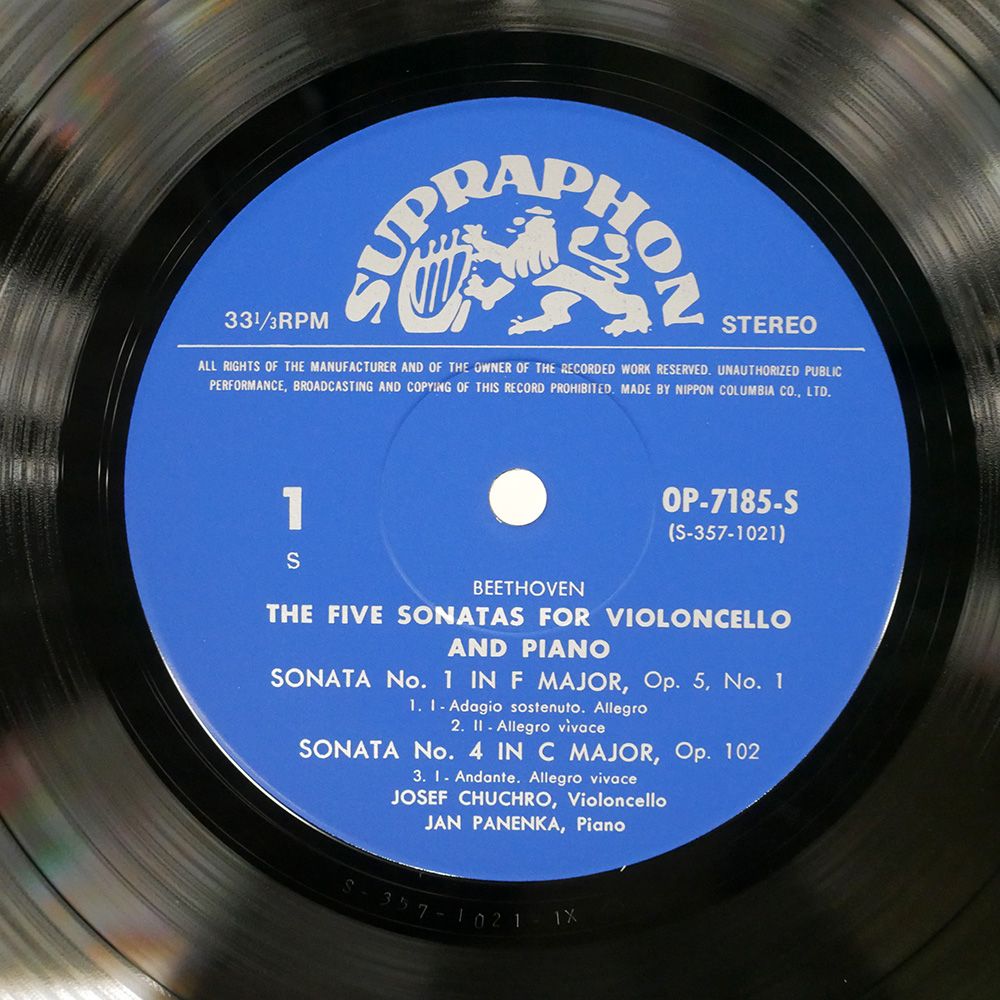 SUPRAPHON
33 1/3 RPM
STEREO
ALL RIGHTS OF THE MANUFACTURER AND OF THE OWNER OF THE RECORDED WORK RESERVED. UNAUTHORIZED PUBLIC
PERFORMANCE, BROADCASTING AND COPYING OF THIS RECORD PROHIBITED. MADE BY NIPPON COLUMBIA CO., LTD.
1
S
OP-7185-S
(S-357-1021)
BEETHOVEN
THE FIVE SONATAS FOR VIOLONCELLO
AND PIANO
SONATA No. 1 IN F MAJOR, Op. 5, No. 1
1. I - Adagio sostenuto. Allegro
2. II - Allegro vivace
SONATA No. 4 IN C MAJOR, Op. 102
3. I - Andante. Allegro vivace
JOSEF CHUCHRO, Violoncello
JAN PANENKA, Piano
S-357-1021 1X